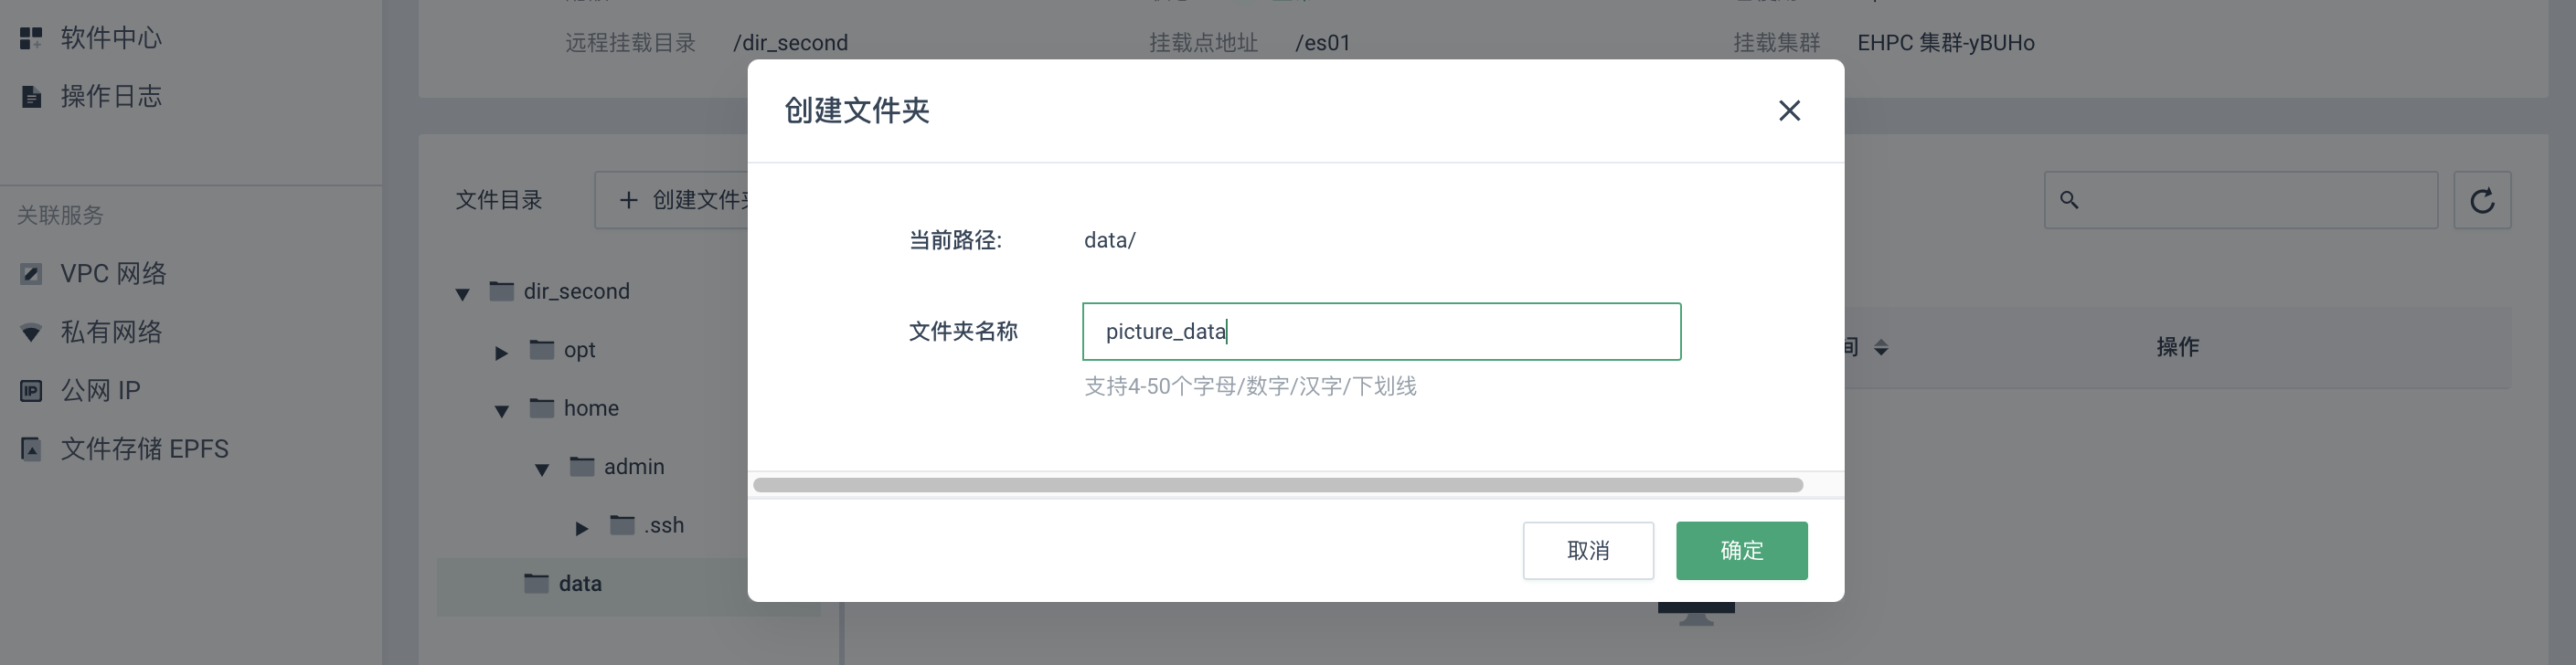 软件中心
操作日志
关联服务
VPC 网络
私有网络
公网 IP
文件存储 EPFS
远程挂载目录 /dir_second
挂载点地址 /es01
挂载集群 EHPC 集群-yBUHo
文件目录
+ 创建文件
dir_second
opt
home
admin
.ssh
data
创建文件夹
当前路径: data/
文件夹名称 picture_data
支持4-50个字母/数字/汉字/下划线
取消 确定
间 操作